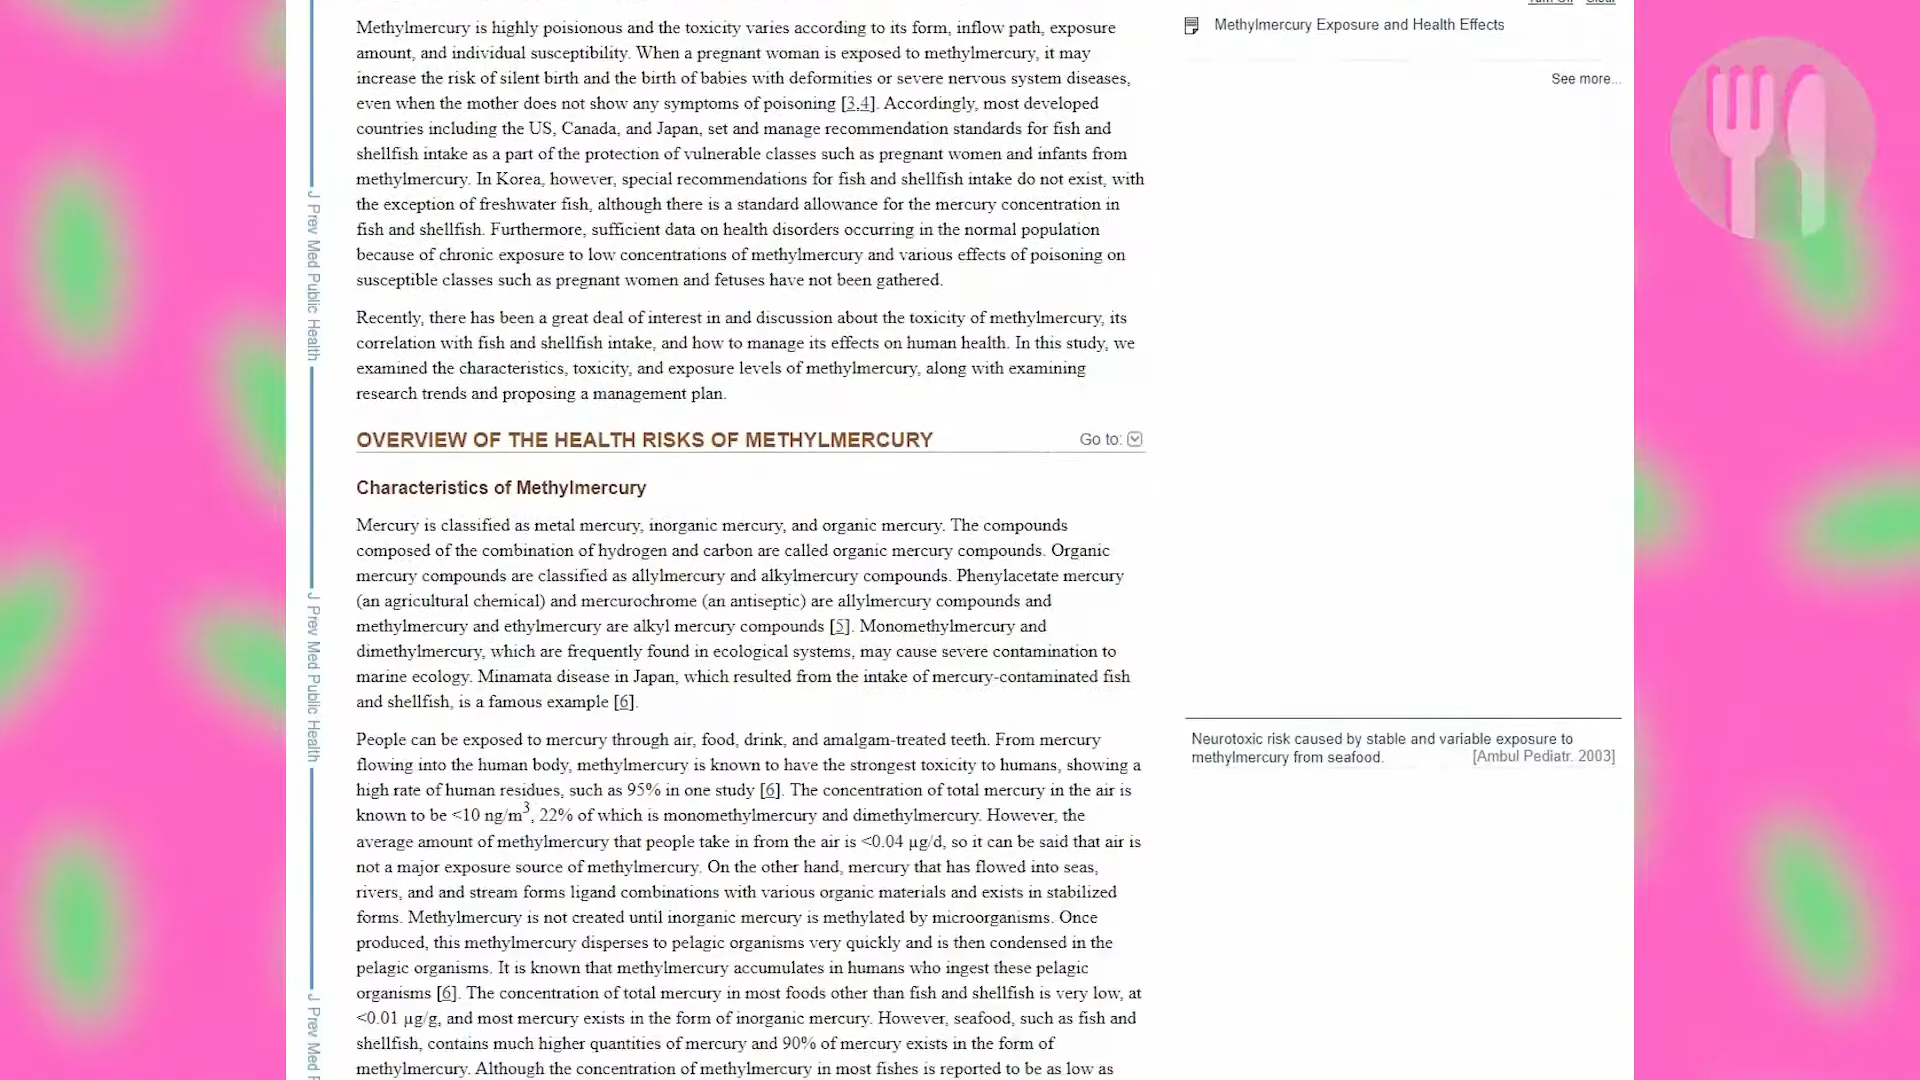 Methylmercury is highly poisionous and the toxicity varies according to its form, inflow path, exposure
amount, and individual susceptibility. When a pregnant woman is exposed to methylmercury, it may
increase the risk of silent birth and the birth of babies with deformities or severe nervous system diseases,
even when the mother does not show any symptoms of poisoning [3,4]. Accordingly, most developed
countries including the US, Canada, and Japan, set and manage recommendation standards for fish and
shellfish intake as a part of the protection of vulnerable classes such as pregnant women and infants from
methylmercury. In Korea, however, special recommendations for fish and shellfish intake do not exist, with
the exception of freshwater fish, although there is a standard allowance for the mercury concentration in
fish and shellfish. Furthermore, sufficient data on health disorders occurring in the normal population
because of chronic exposure to low concentrations of methylmercury and various effects of poisoning on
susceptible classes such as pregnant women and fetuses have not been gathered.
Recently, there has been a great deal of interest in and discussion about the toxicity of methylmercury, its
correlation with fish and shellfish intake, and how to manage its effects on human health. In this study, we
examined the characteristics, toxicity, and exposure levels of methylmercury, along with examining
research trends and proposing a management plan.
OVERVIEW OF THE HEALTH RISKS OF METHYLMERCURY
Go to:
Characteristics of Methylmercury
Mercury is classified as metal mercury, inorganic mercury, and organic mercury. The compounds
composed of the combination of hydrogen and carbon are called organic mercury compounds. Organic
mercury compounds are classified as allylmercury and alkylmercury compounds. Phenylacetate mercury
(an agricultural chemical) and mercurochrome (an antiseptic) are allylmercury compounds and
methylmercury and ethylmercury are alkyl mercury compounds [5]. Monomethylmercury and
dimethylmercury, which are frequently found in ecological systems, may cause severe contamination to
marine ecology. Minamata disease in Japan, which resulted from the intake of mercury-contaminated fish
and shellfish, is a famous example [6].
People can be exposed to mercury through air, food, drink, and amalgam-treated teeth. From mercury
flowing into the human body, methylmercury is known to have the strongest toxicity to humans, showing a
high rate of human residues, such as 95% in one study [6]. The concentration of total mercury in the air is
known to be <10 ng/m³, 22% of which is monomethylmercury and dimethylmercury. However, the
average amount of methylmercury that people take in from the air is <0.04 μg/d, so it can be said that air is
not a major exposure source of methylmercury. On the other hand, mercury that has flowed into seas,
rivers, and and stream forms ligand combinations with various organic materials and exists in stabilized
forms. Methylmercury is not created until inorganic mercury is methylated by microorganisms. Once
produced, this methylmercury disperses to pelagic organisms very quickly and is then condensed in the
pelagic organisms. It is known that methylmercury accumulates in humans who ingest these pelagic
organisms [6]. The concentration of total mercury in most foods other than fish and shellfish is very low, at
<0.01 μg/g, and most mercury exists in the form of inorganic mercury. However, seafood, such as fish and
shellfish, contains much higher quantities of mercury and 90% of mercury exists in the form of
methylmercury. Although the concentration of methylmercury in most fishes is reported to be as low as
J Prev Med Public Health
J Prev Med Public Health
J Prev Med
Turn Off Clear
Methylmercury Exposure and Health Effects
See more...
Neurotoxic risk caused by stable and variable exposure to
methylmercury from seafood. [Ambul Pediatr. 2003]